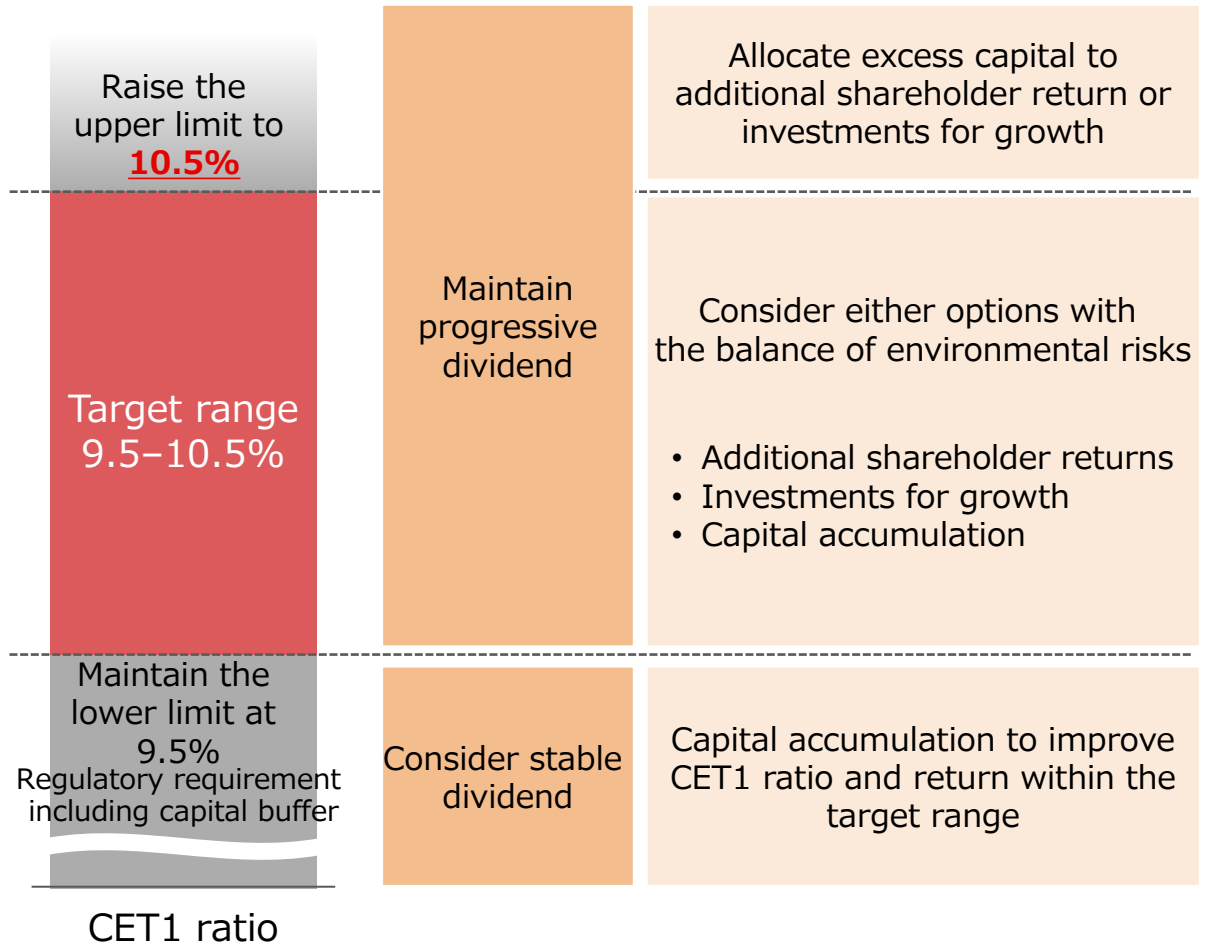 Raise the
upper limit to
10.5%
Maintain
progressive
dividend
Allocate excess capital to
additional shareholder return or
investments for growth
Target range
9.5–10.5%
Consider either options with
the balance of environmental risks
• Additional shareholder returns
• Investments for growth
• Capital accumulation
Maintain the
lower limit at
9.5%
Regulatory requirement
including capital buffer
Consider stable
dividend
Capital accumulation to improve
CET1 ratio and return within the
target range
CET1 ratio